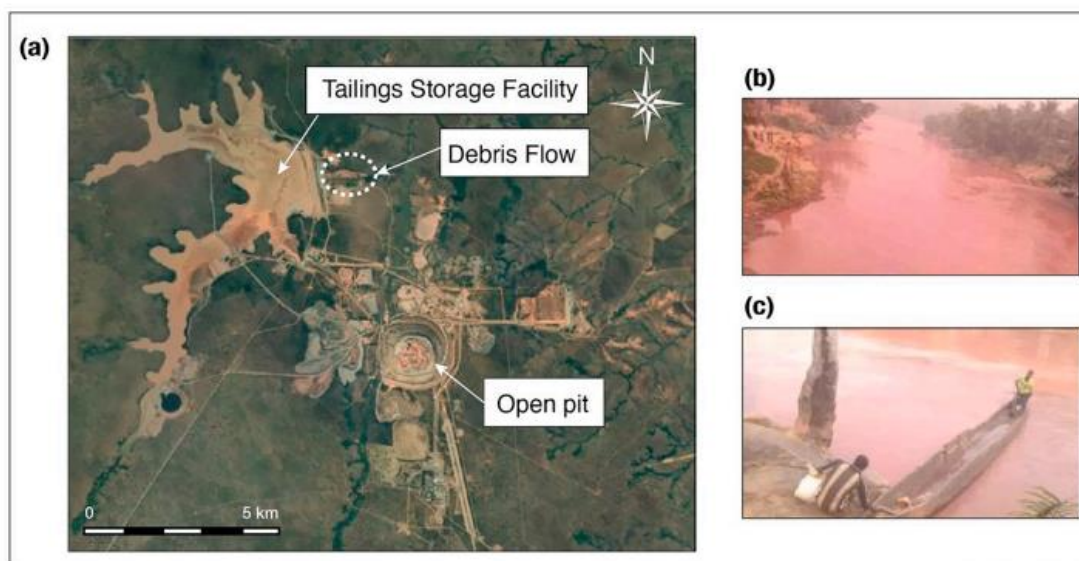 (a)
N
Tailings Storage Facility
Debris Flow
Open pit
0 5 km
(b)
(c)